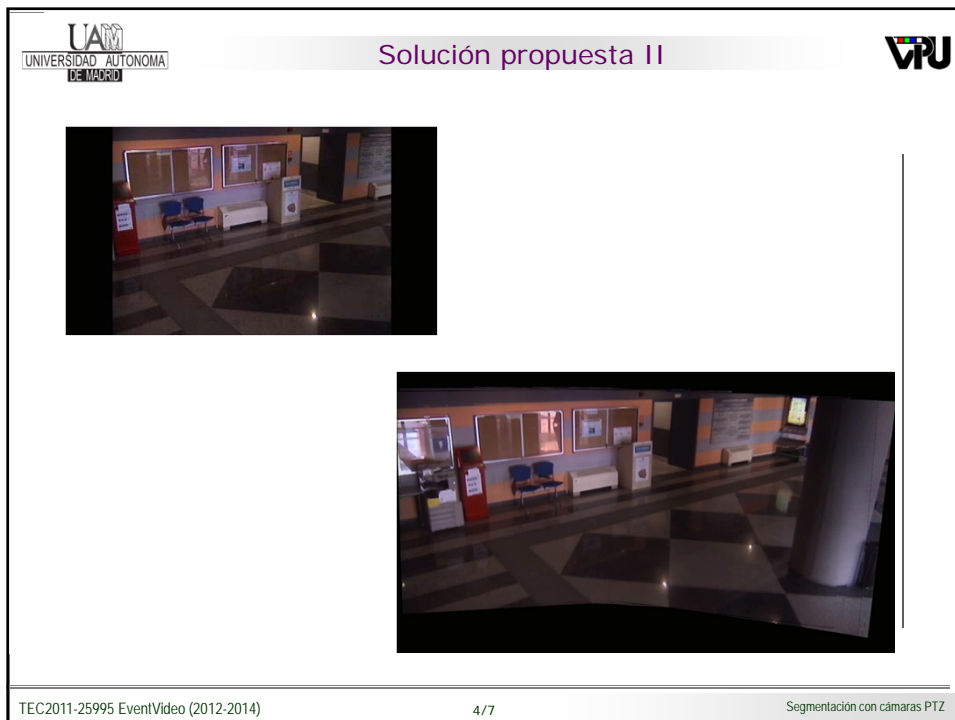 UAM
UNIVERSIDAD AUTONOMA
DE MADRID
Solución propuesta II
VPU
TEC2011-25995 EventVideo (2012-2014)
4/7
Segmentación con cámaras PTZ